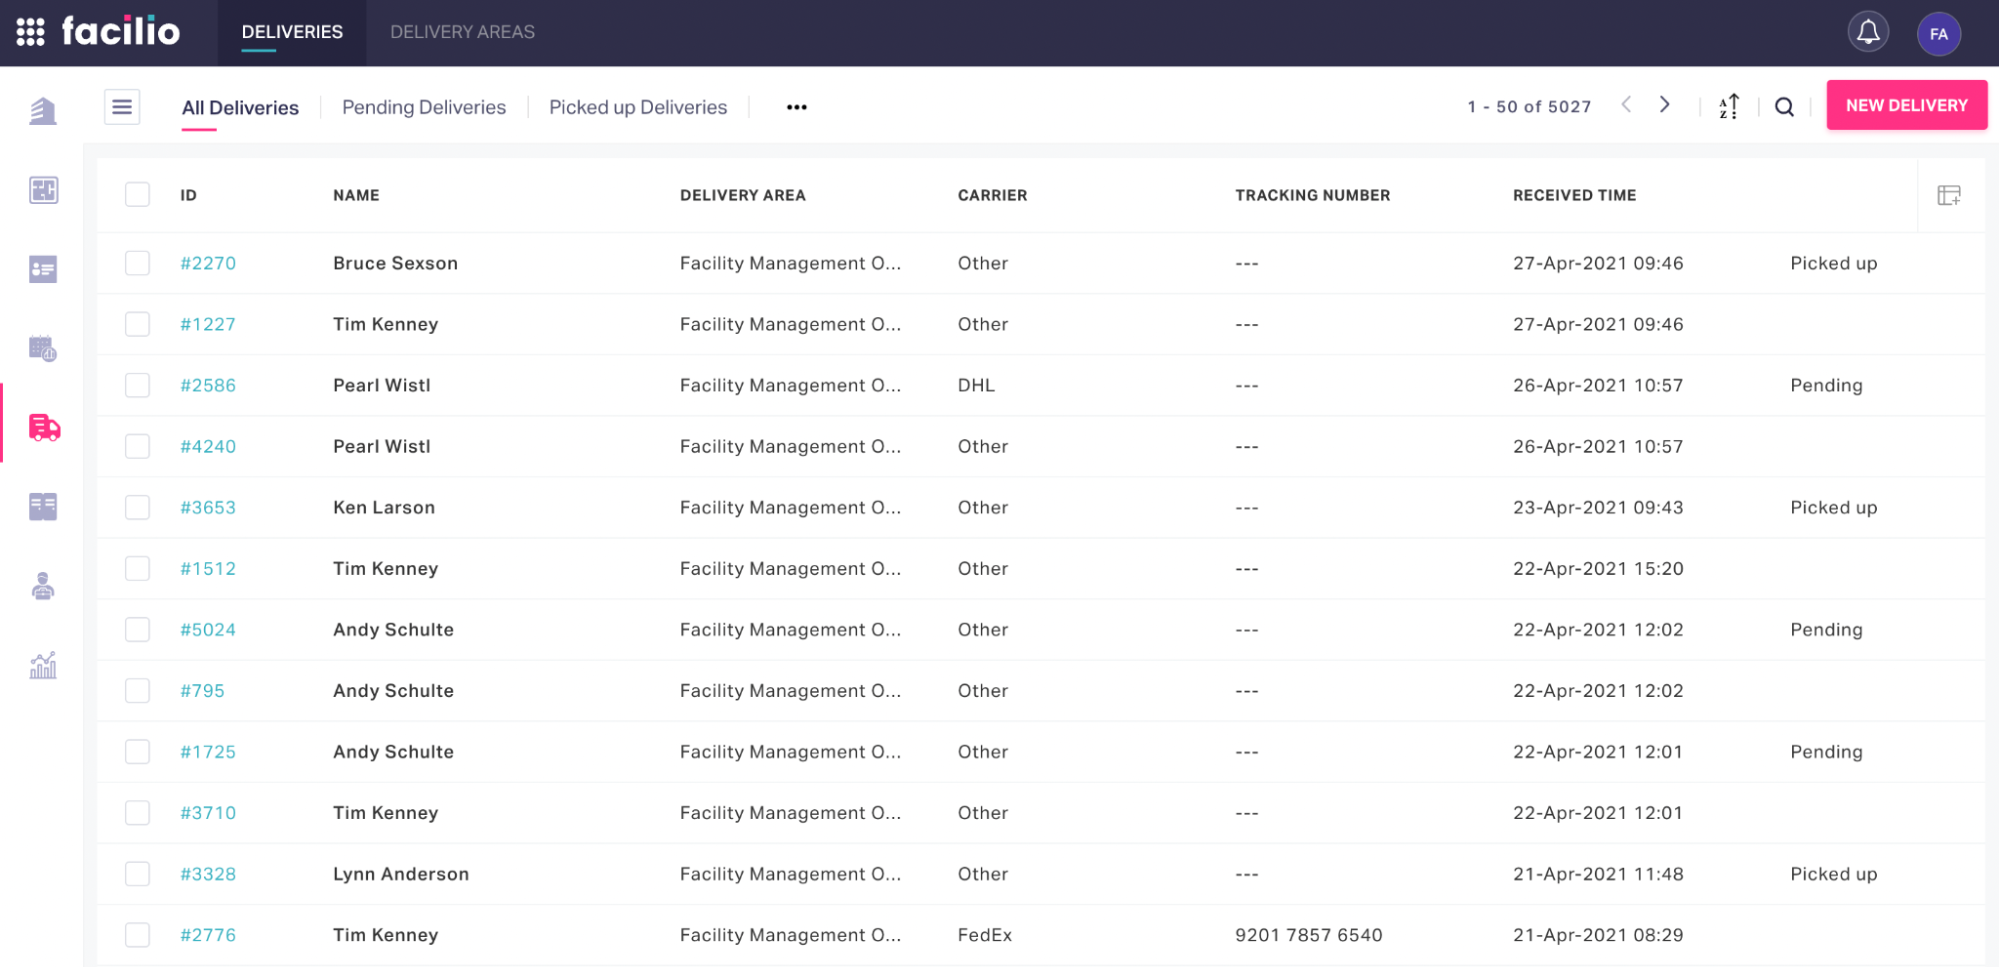 facilio DELIVERIES DELIVERY AREAS FA
All Deliveries Pending Deliveries Picked up Deliveries ••• 1 - 50 of 5027 AZ NEW DELIVERY
ID NAME DELIVERY AREA CARRIER TRACKING NUMBER RECEIVED TIME
#2270 Bruce Sexson Facility Management O... Other --- 27-Apr-2021 09:46 Picked up
#1227 Tim Kenney Facility Management O... Other --- 27-Apr-2021 09:46
#2586 Pearl Wistl Facility Management O... DHL --- 26-Apr-2021 10:57 Pending
#4240 Pearl Wistl Facility Management O... Other --- 26-Apr-2021 10:57
#3653 Ken Larson Facility Management O... Other --- 23-Apr-2021 09:43 Picked up
#1512 Tim Kenney Facility Management O... Other --- 22-Apr-2021 15:20
#5024 Andy Schulte Facility Management O... Other --- 22-Apr-2021 12:02 Pending
#795 Andy Schulte Facility Management O... Other --- 22-Apr-2021 12:02
#1725 Andy Schulte Facility Management O... Other --- 22-Apr-2021 12:01 Pending
#3710 Tim Kenney Facility Management O... Other --- 22-Apr-2021 12:01
#3328 Lynn Anderson Facility Management O... Other --- 21-Apr-2021 11:48 Picked up
#2776 Tim Kenney Facility Management O... FedEx 9201 7857 6540 21-Apr-2021 08:29